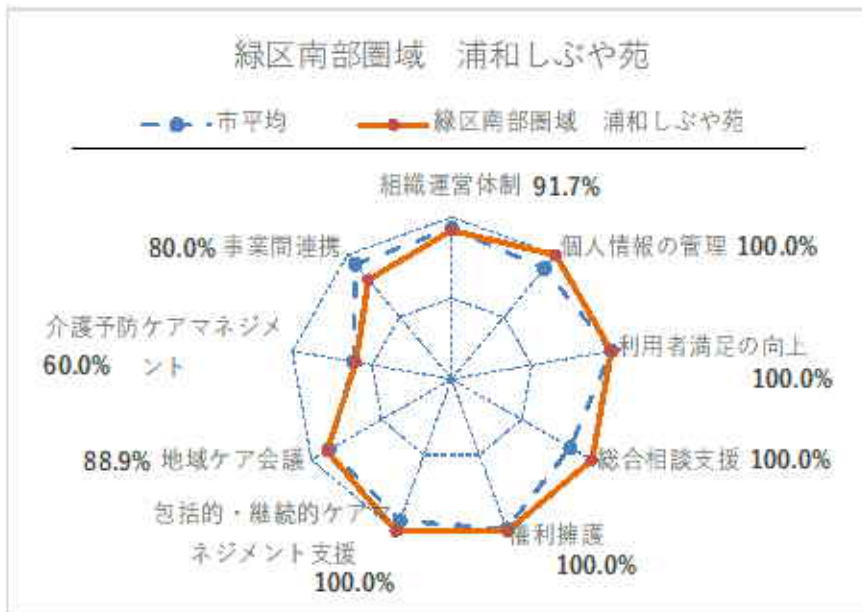 緑区南部圏域　浦和しぶや苑
市平均
緑区南部圏域　浦和しぶや苑
組織運営体制 91.7%
個人情報の管理 100.0%
利用者満足の向上
100.0%
総合相談支援 100.0%
権利擁護
100.0%
包括的・継続的ケアマ
ネジメント支援
100.0%
88.9% 地域ケア会議
介護予防ケアマネジメ
60.0% ント
80.0% 事業間連携